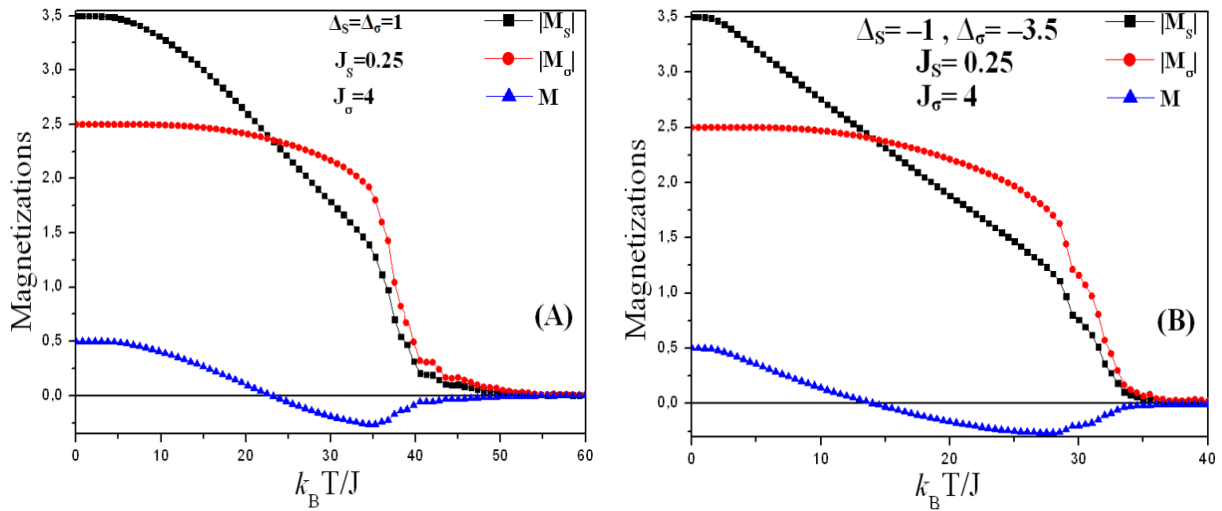 Magnetizations
3.5
3.0
2.5
2.0
1.5
1.0
0.5
0.0
Δ_S=Δ_σ=1
J_S=0.25
J_σ=4
|M_S|
|M_σ|
M
(A)
0 10 20 30 40 50 60
k_B T/J
Magnetizations
3.5
3.0
2.5
2.0
1.5
1.0
0.5
0.0
Δ_S= –1 , Δ_σ= –3.5
J_S= 0.25
J_σ= 4
|M_S|
|M_σ|
M
(B)
0 10 20 30 40
k_B T/J